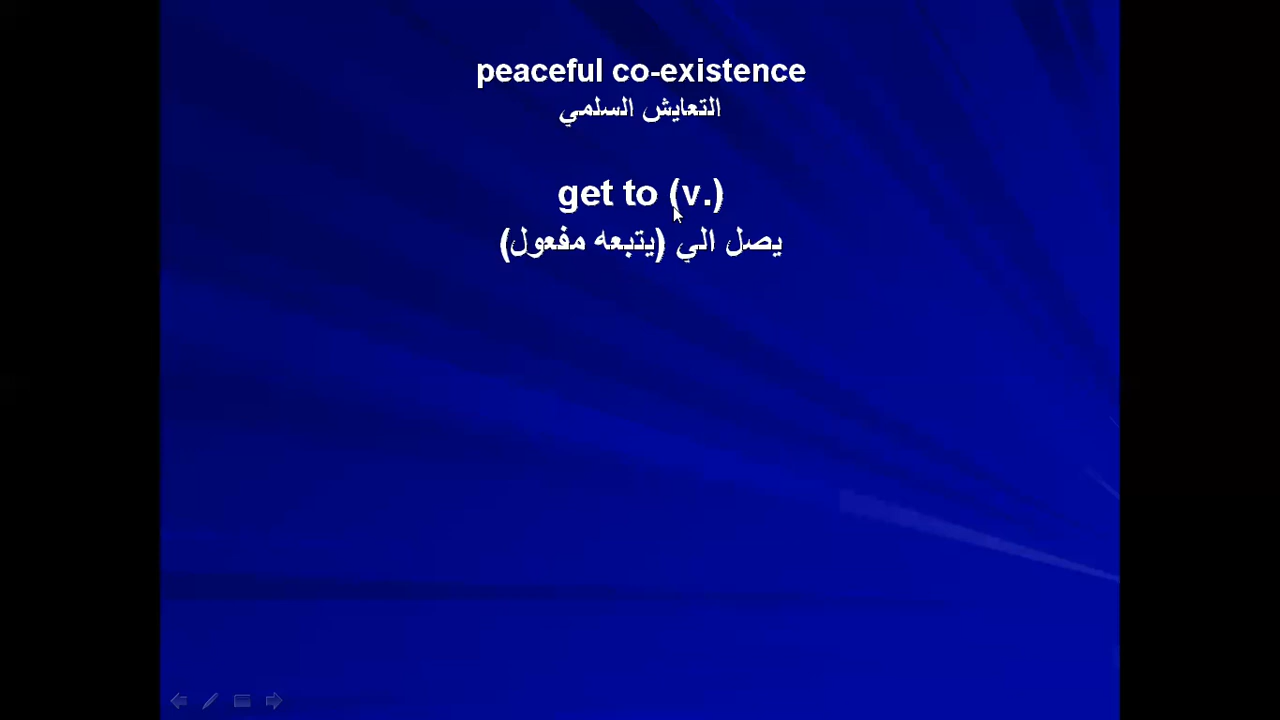 peaceful co-existence
التعايش السلمي
get to (v.)
يصل الي (يتبعه مفعول)